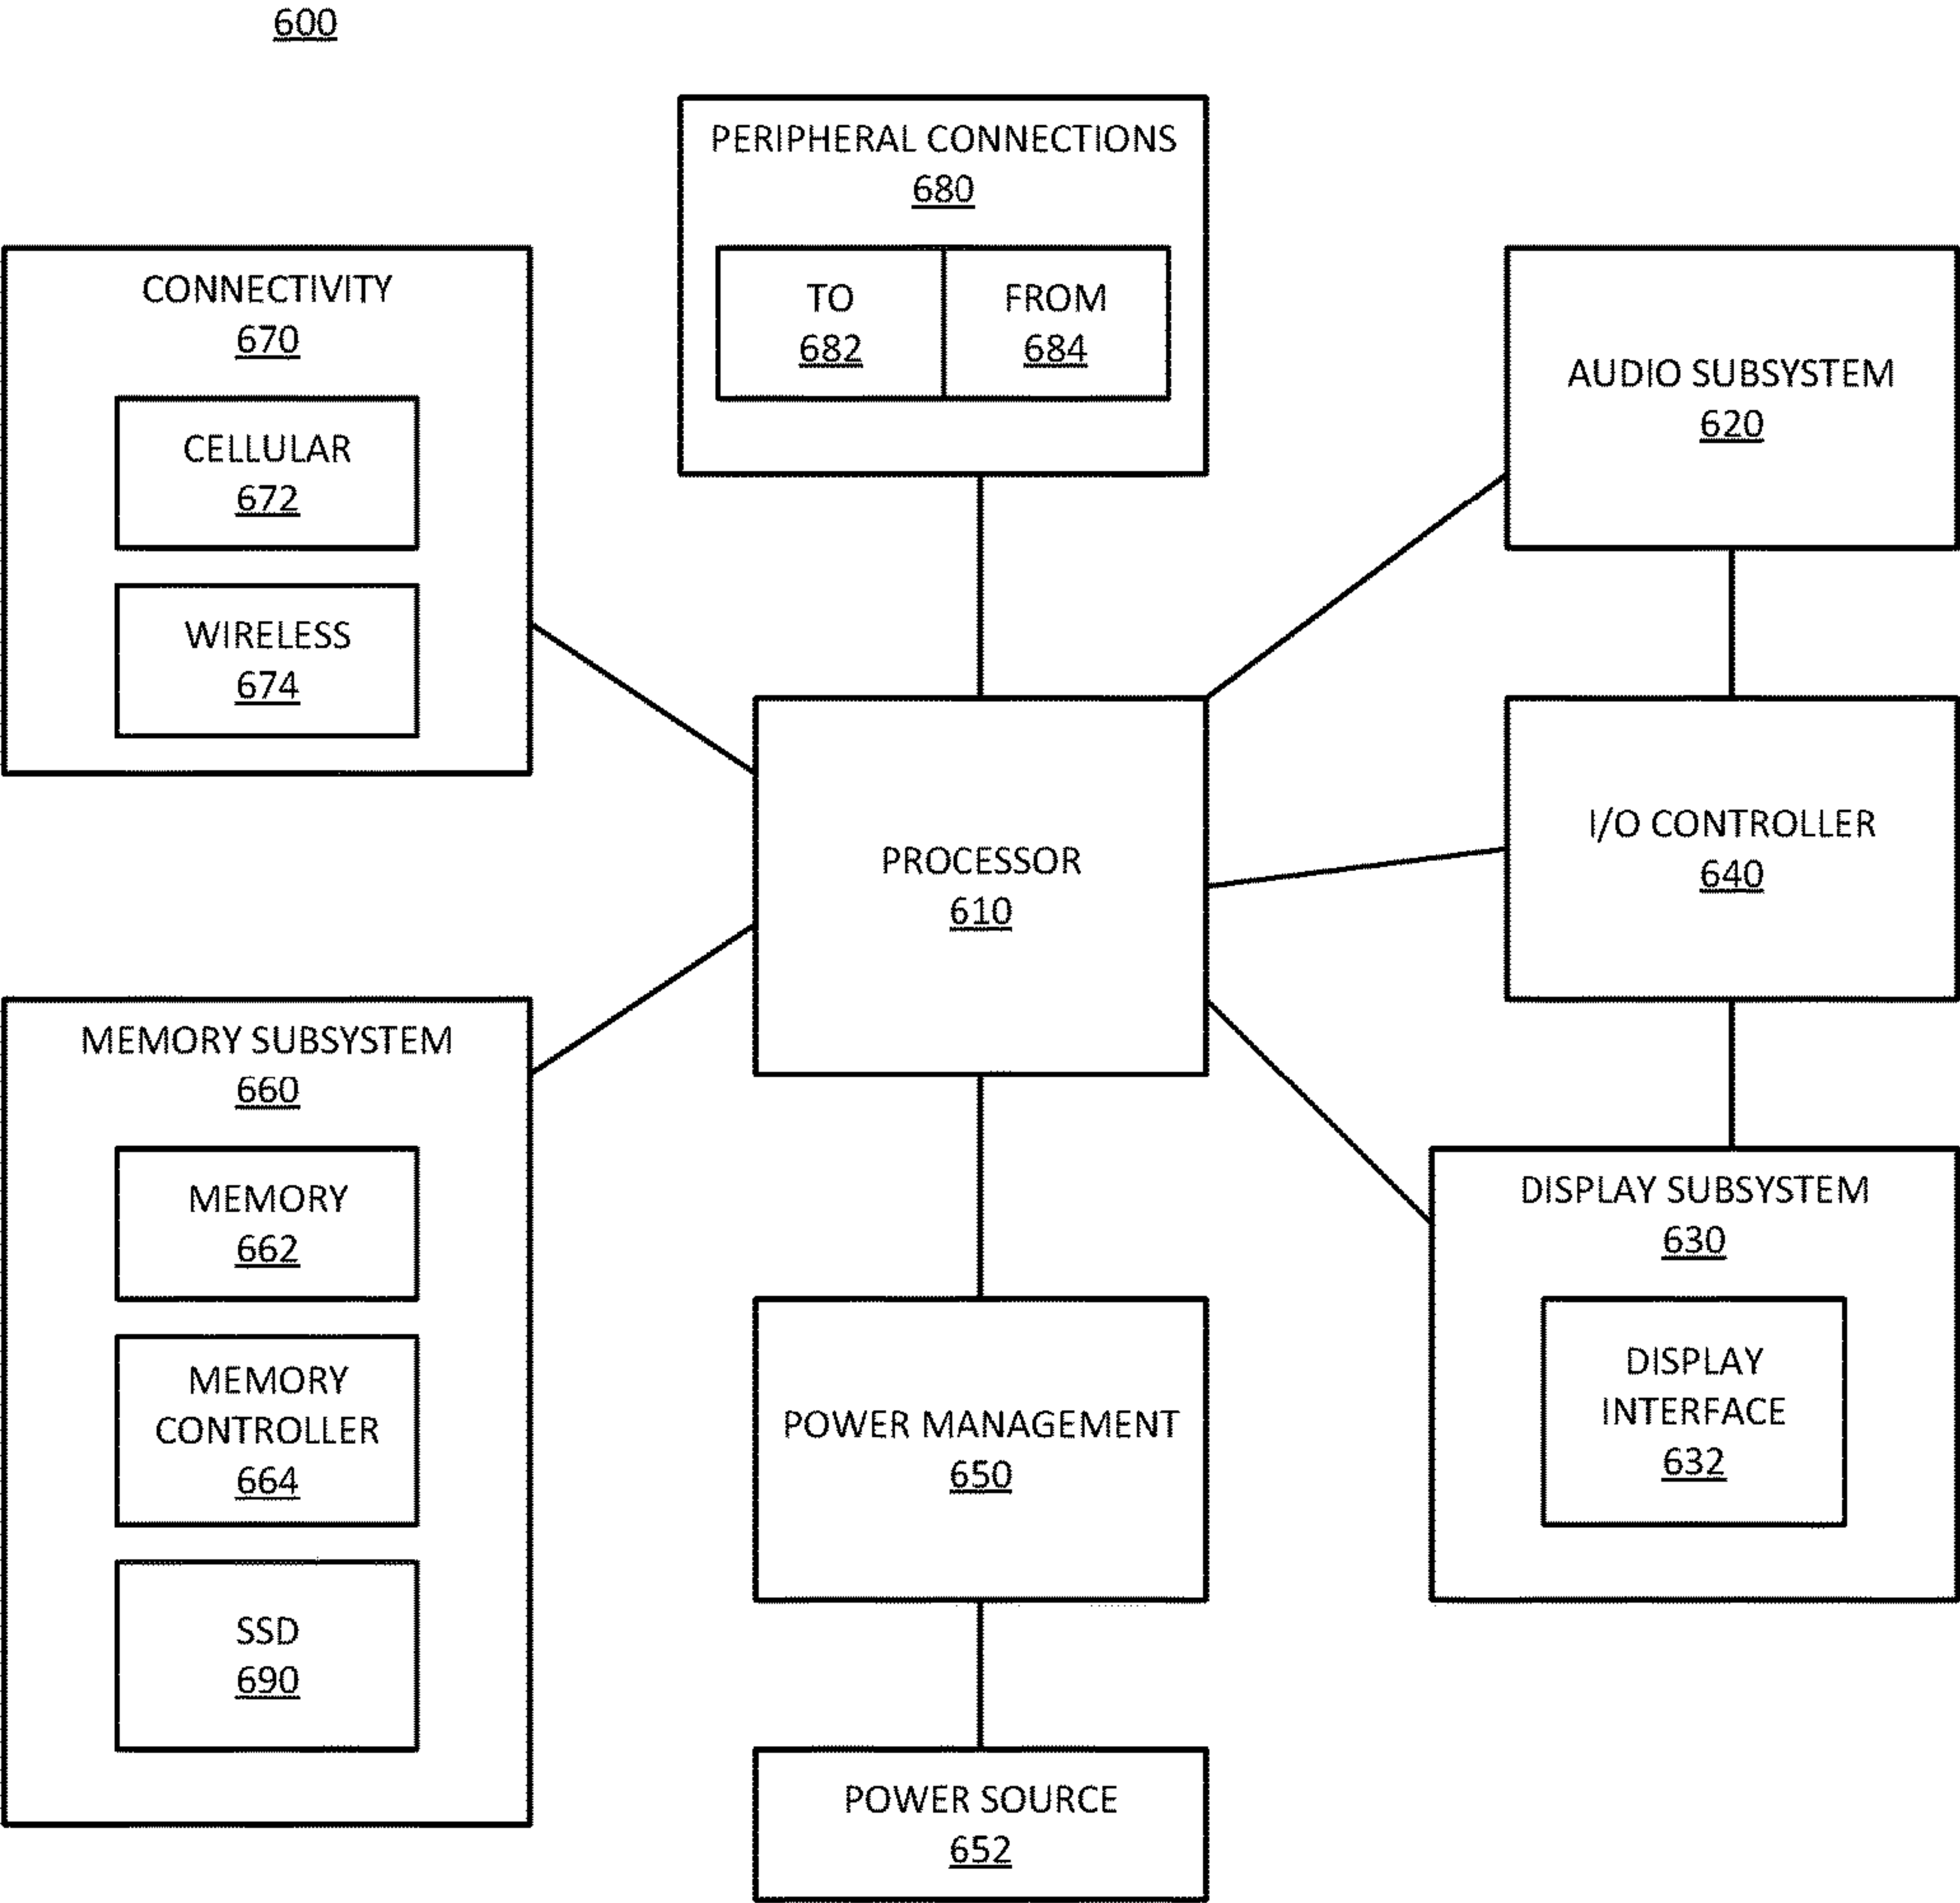 600
PERIPHERAL CONNECTIONS
680
TO
682
FROM
684
CONNECTIVITY
670
CELLULAR
672
WIRELESS
674
AUDIO SUBSYSTEM
620
PROCESSOR
610
I/O CONTROLLER
640
MEMORY SUBSYSTEM
660
MEMORY
662
MEMORY
CONTROLLER
664
SSD
690
POWER MANAGEMENT
650
DISPLAY SUBSYSTEM
630
DISPLAY
INTERFACE
632
POWER SOURCE
652